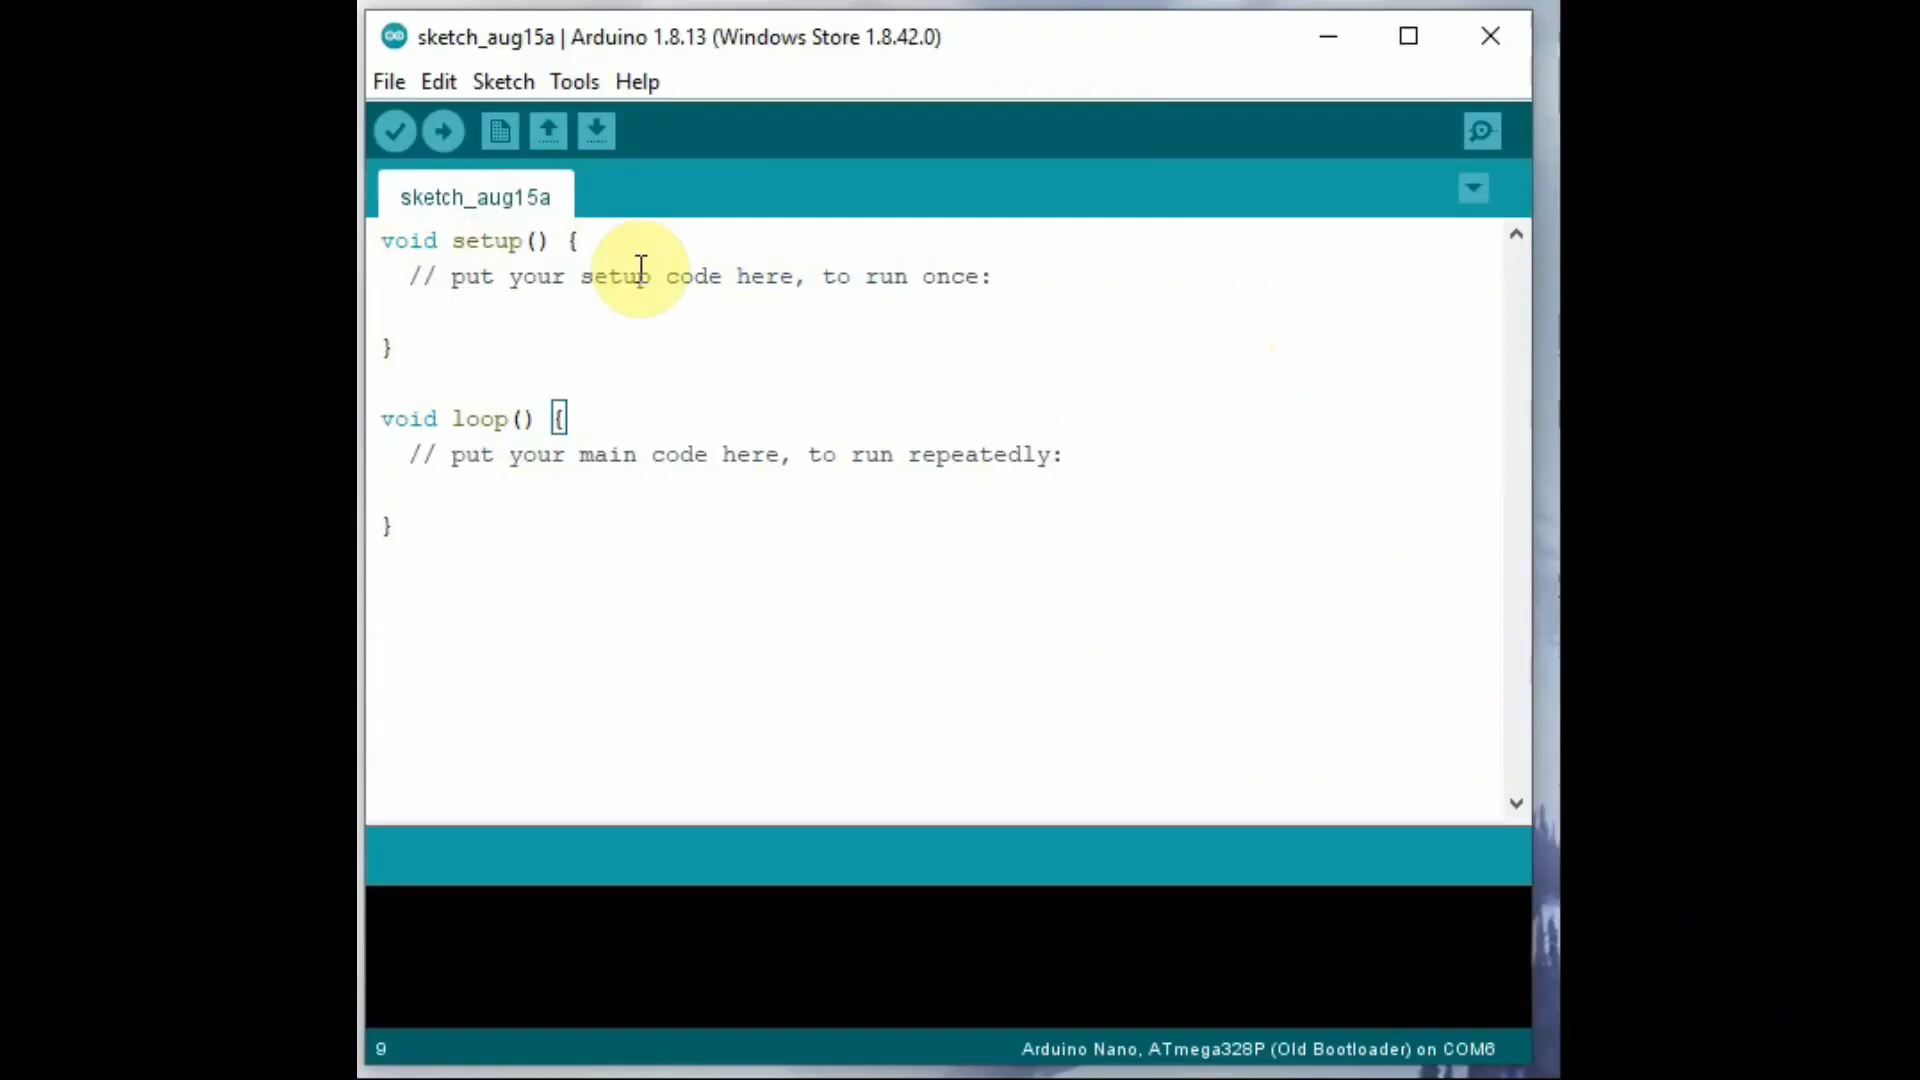 sketch_aug15a | Arduino 1.8.13 (Windows Store 1.8.42.0)
File Edit Sketch Tools Help
sketch_aug15a
void setup() {
  // put your setup code here, to run once:
}
void loop() {
  // put your main code here, to run repeatedly:
}
9
Arduino Nano, ATmega328P (Old Bootloader) on COM6